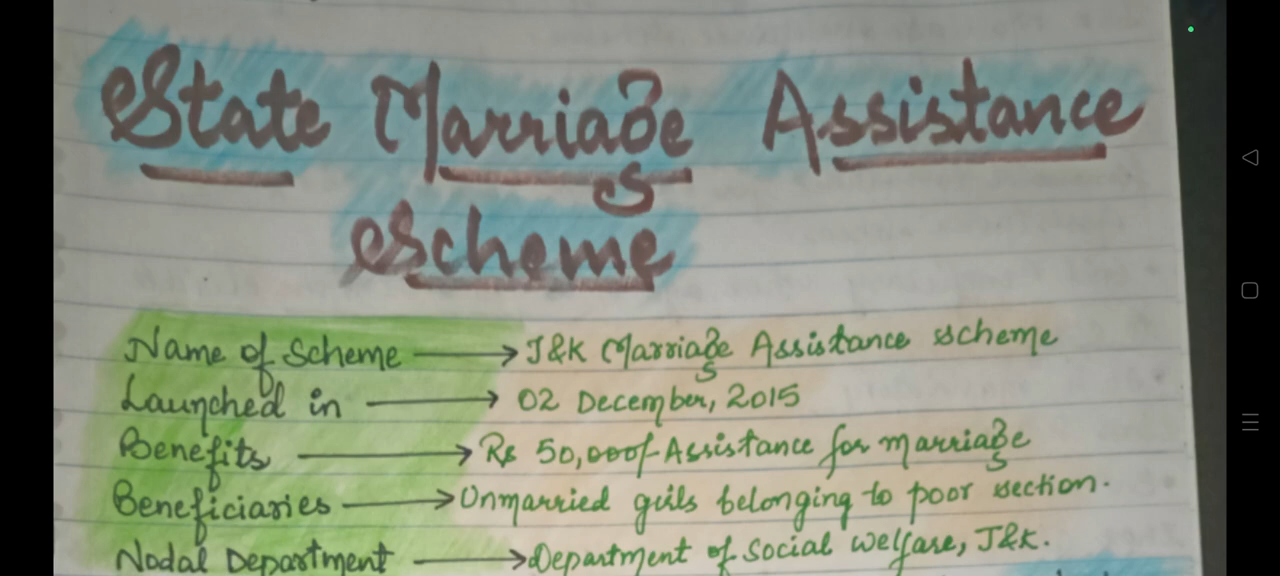 State Marriage Assistance
Scheme
Name of Scheme → J&K Marriage Assistance scheme
Launched in → 02 December, 2015
Benefits → Rs 50,000/- Assistance for marriage
Beneficiaries → Unmarried girls belonging to poor section.
Nodal Department → Department of Social Welfare, J&K.